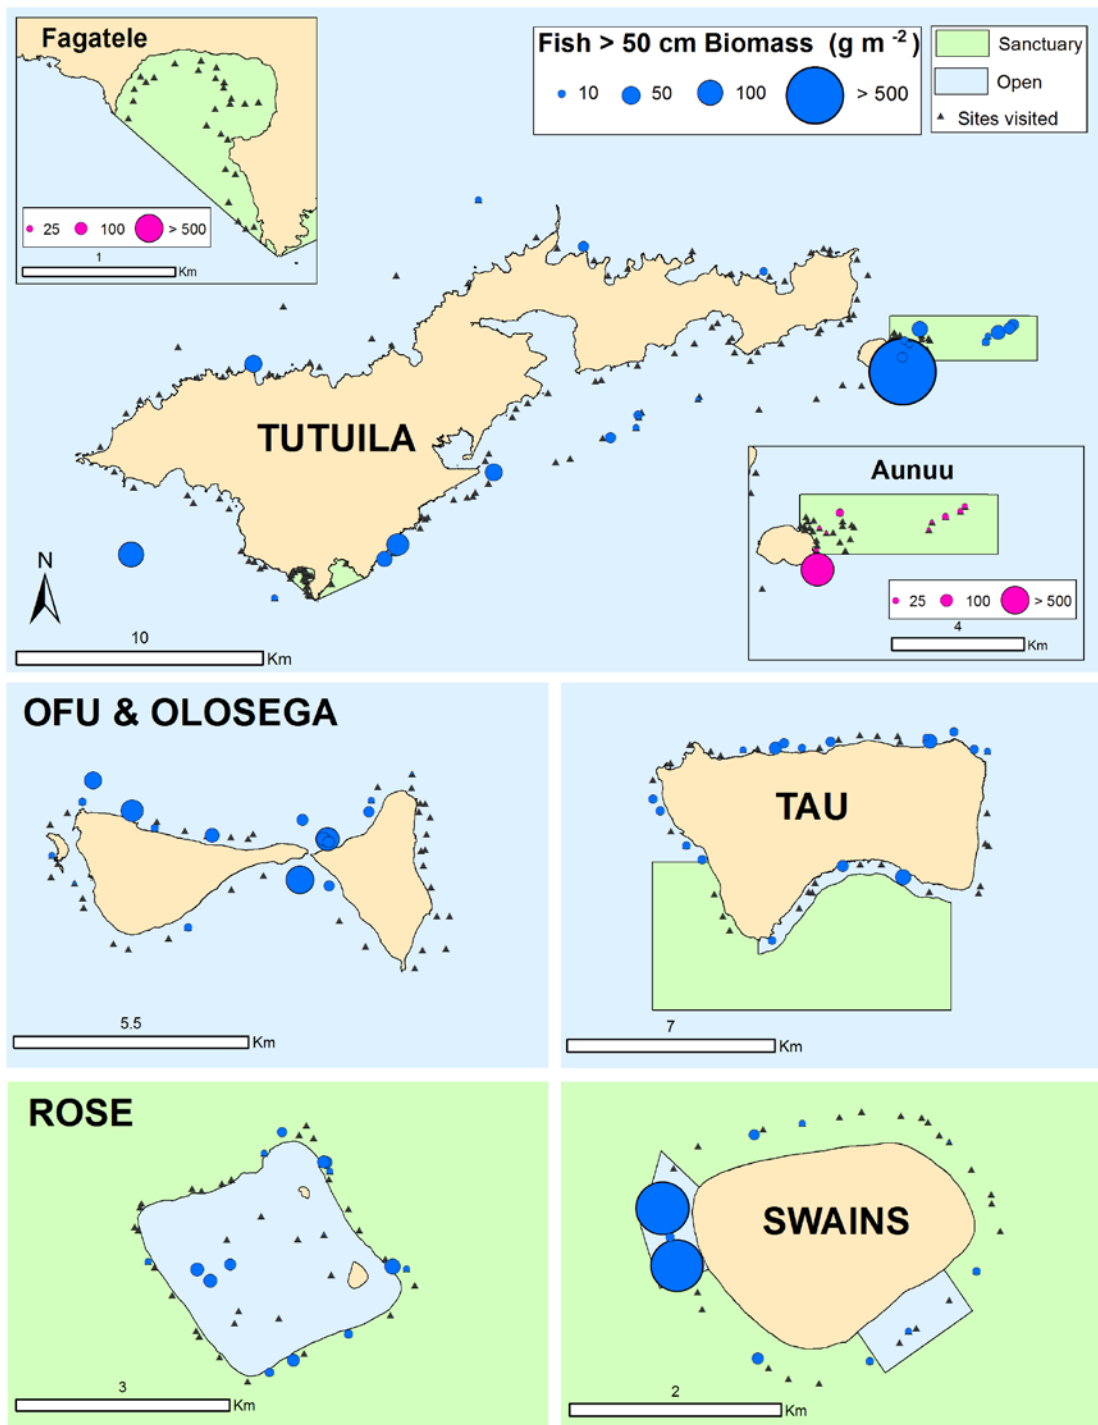 Fagatele
25 100 > 500
1
Km
Fish > 50 cm Biomass (g m -2 )
10 50 100 > 500
Sanctuary
Open
Sites visited
TUTUILA
N
10
Km
Aunuu
25 100 > 500
4
Km
OFU & OLOSEGA
5.5
Km
TAU
7
Km
ROSE
3
Km
SWAINS
2
Km